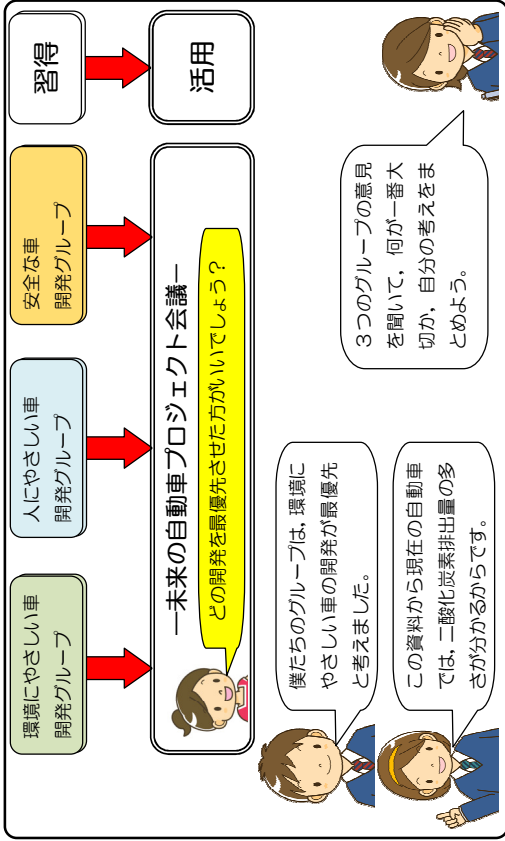 環境にやさしい車
開発グループ
人にやさしい車
開発グループ
安全な車
開発グループ
習得
―未来の自動車プロジェクト会議―
どの開発を最優先させた方がいいでしょう？
活用
僕たちのグループは，環境に
やさしい車の開発が最優先
と考えました。
この資料から現在の自動車
では，二酸化炭素排出量の多
さが分かるからです。
３つのグループの意見
を聞いて，何が一番大
切か，自分の考えをま
とめよう。